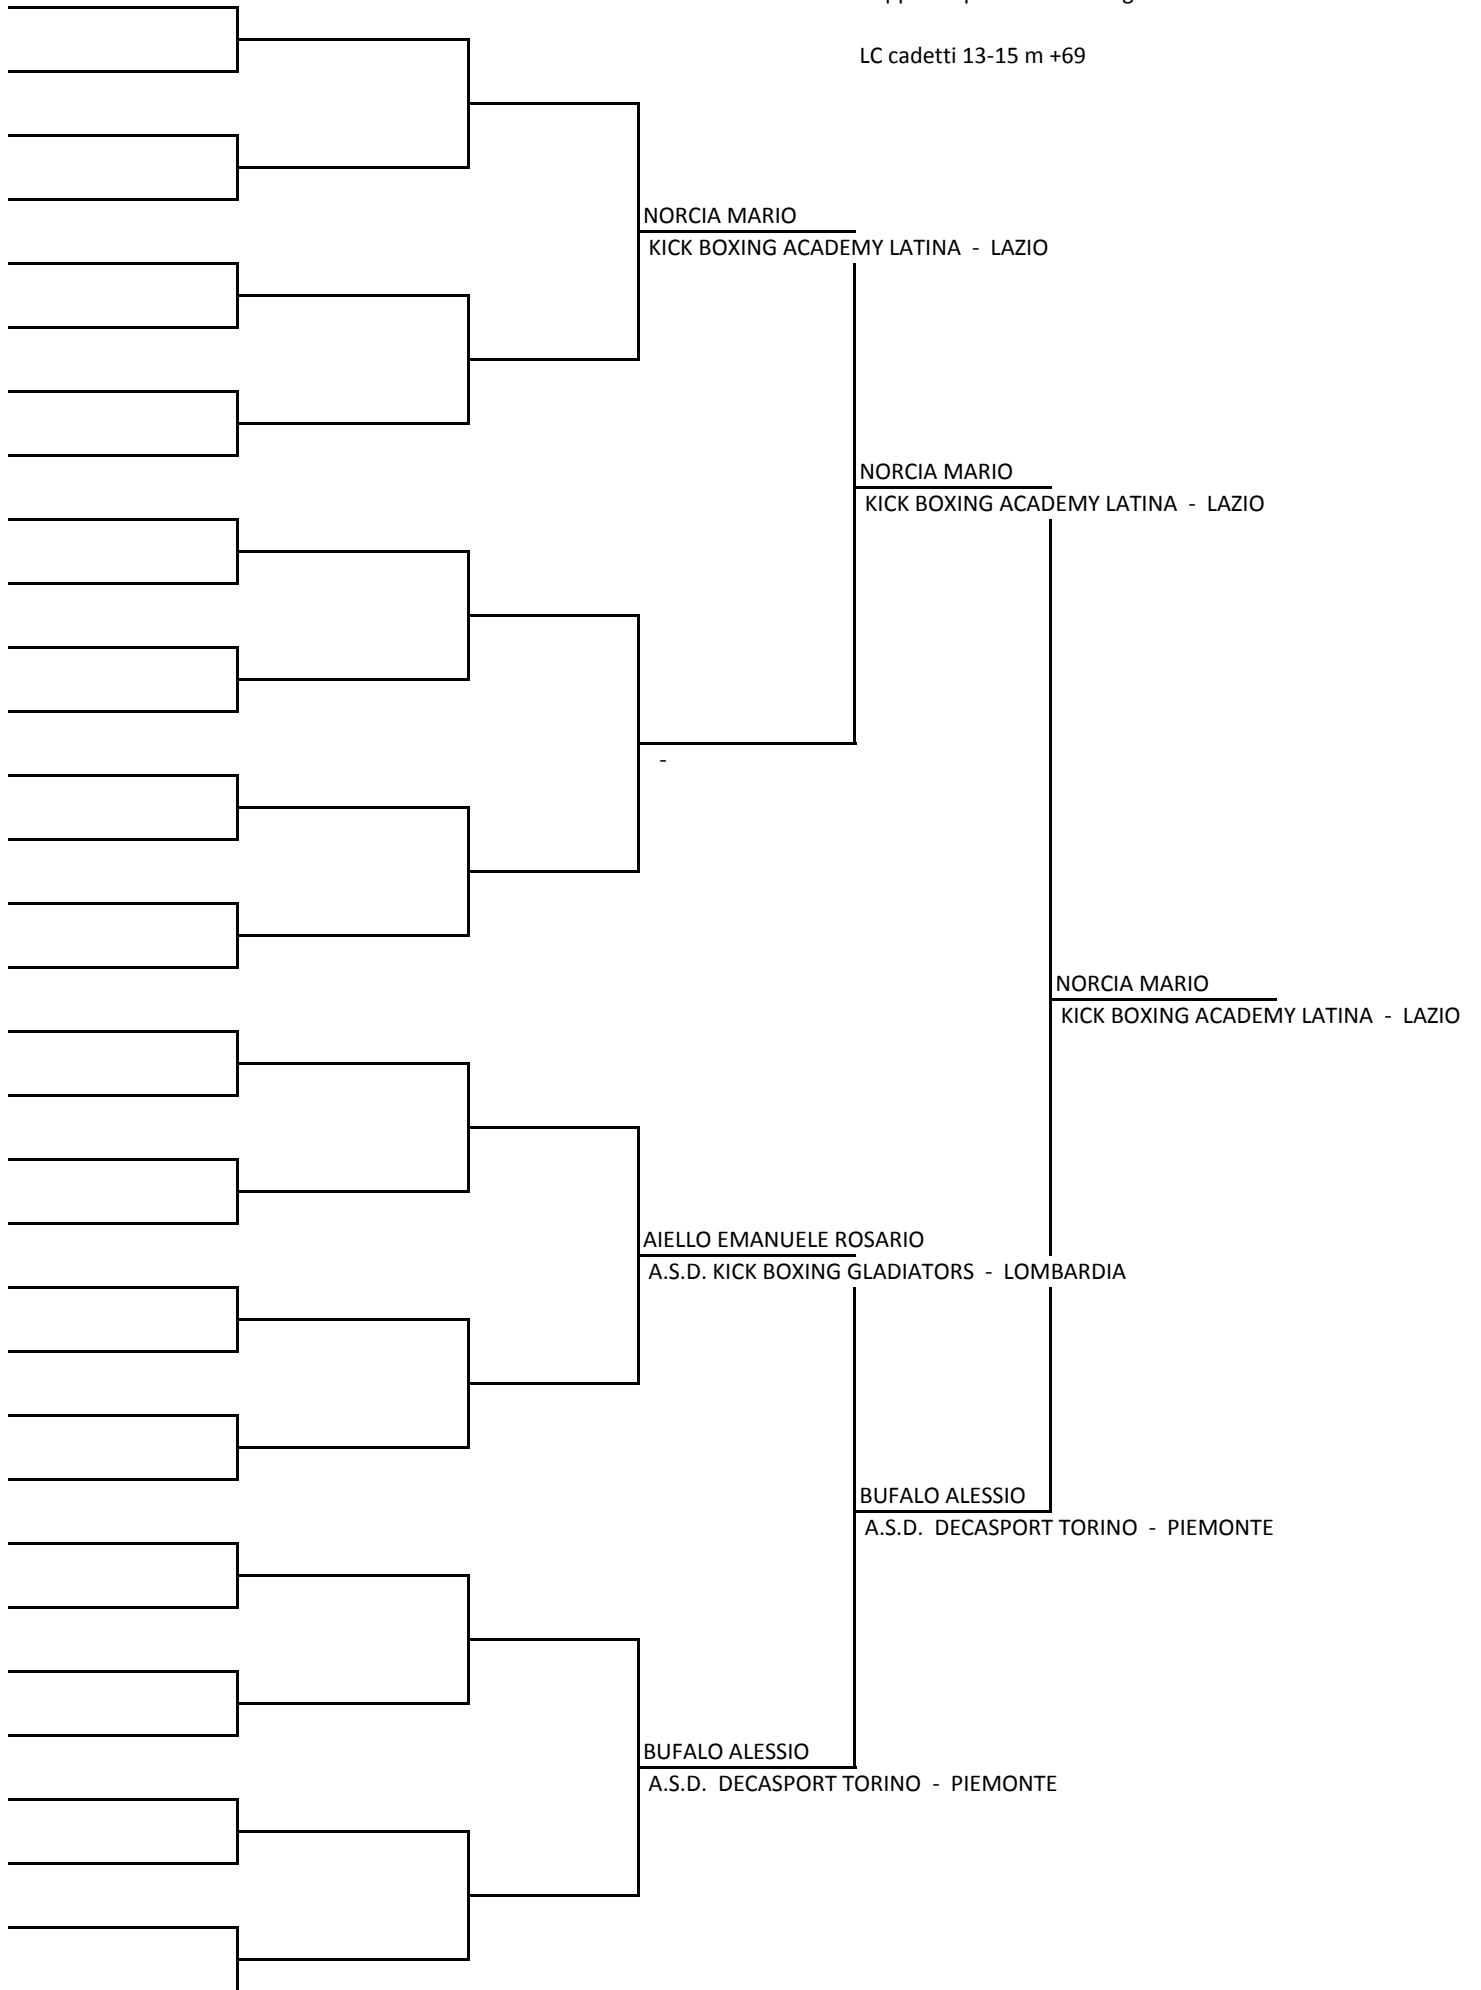 LC cadetti 13-15 m +69
NORCIA MARIO
KICK BOXING ACADEMY LATINA - LAZIO
NORCIA MARIO
KICK BOXING ACADEMY LATINA - LAZIO
-
NORCIA MARIO
KICK BOXING ACADEMY LATINA - LAZIO
AIELLO EMANUELE ROSARIO
A.S.D. KICK BOXING GLADIATORS - LOMBARDIA
BUFALO ALESSIO
A.S.D. DECASPORT TORINO - PIEMONTE
BUFALO ALESSIO
A.S.D. DECASPORT TORINO - PIEMONTE